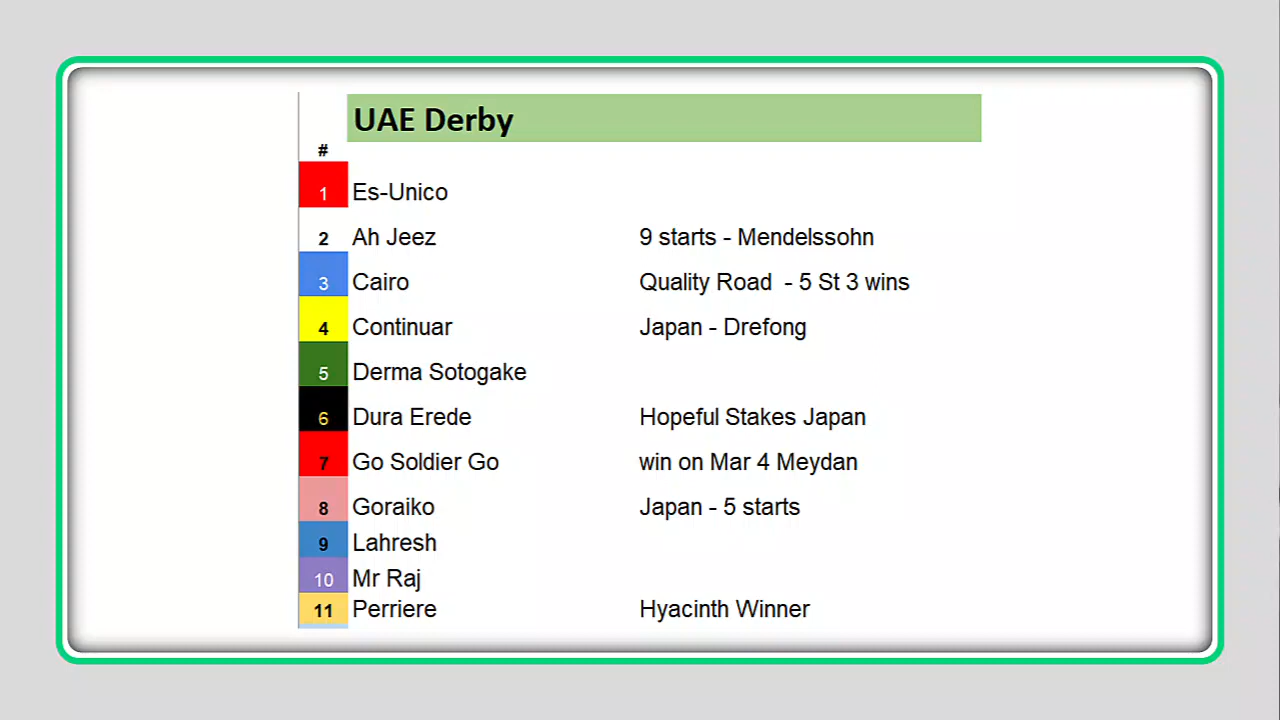 UAE Derby
#
1 Es-Unico
2 Ah Jeez 9 starts - Mendelssohn
3 Cairo Quality Road - 5 St 3 wins
4 Continuar Japan - Drefong
5 Derma Sotogake
6 Dura Erede Hopeful Stakes Japan
7 Go Soldier Go win on Mar 4 Meydan
8 Goraiko Japan - 5 starts
9 Lahresh
10 Mr Raj
11 Perriere Hyacinth Winner